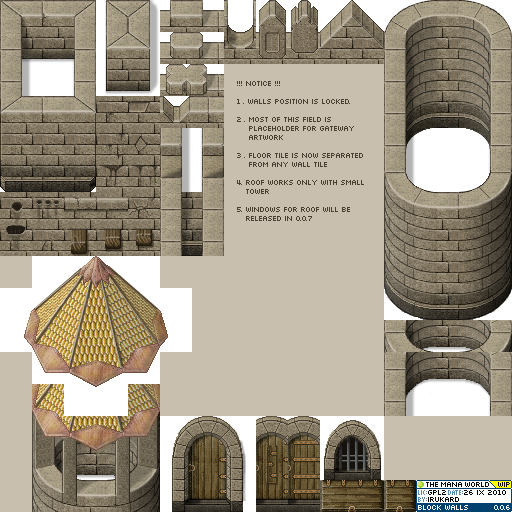 !!! NOTICE !!!
1. WALLS POSITION IS LOCKED.
2. MOST OF THIS FIELD IS
PLACEHOLDER FOR GATEWAY
ARTWORK
3. FLOOR TILE IS NOW SEPARATED
FROM ANY WALL TILE
4. ROOF WORKS ONLY WITH SMALL
TOWER
5. WINDOWS FOR ROOF WILL BE
RELEASED IN 0.0.7
THE MANA WORLD WIP
LIC:GPL2 DATE:26 IX 2010
BY:IRUKARD
BLOCK WALLS 0.0.6